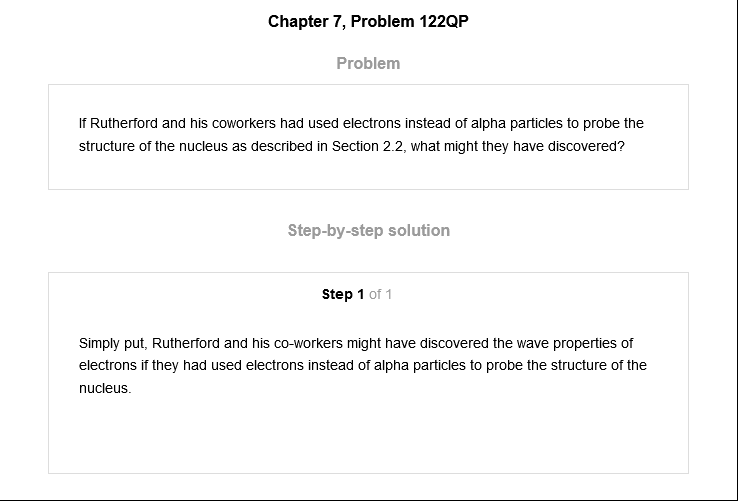 Chapter 7, Problem 122QP
Problem
If Rutherford and his coworkers had used electrons instead of alpha particles to probe the
structure of the nucleus as described in Section 2.2, what might they have discovered?
Step-by-step solution
Step 1 of 1
Simply put, Rutherford and his co-workers might have discovered the wave properties of
electrons if they had used electrons instead of alpha particles to probe the structure of the
nucleus.